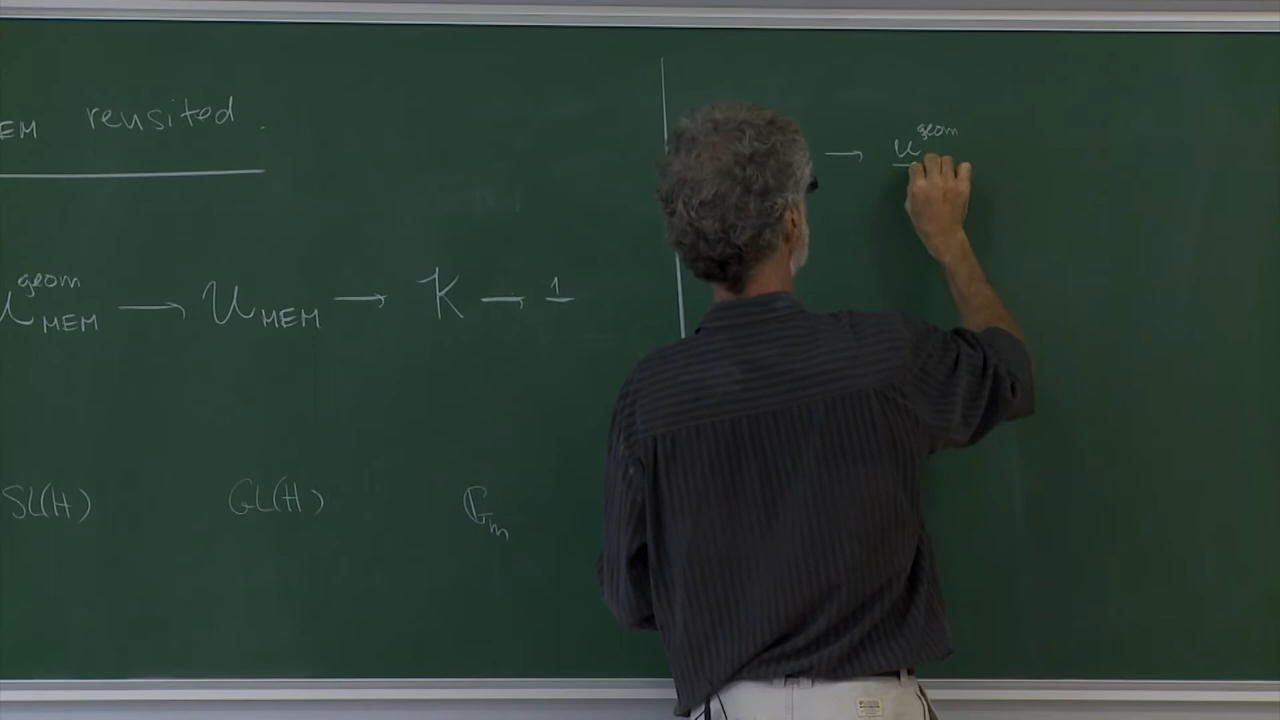 EM revisited.
U^geom_MEM → U_MEM → K → 1
SL(H) GL(H) G_m
→ u^geom